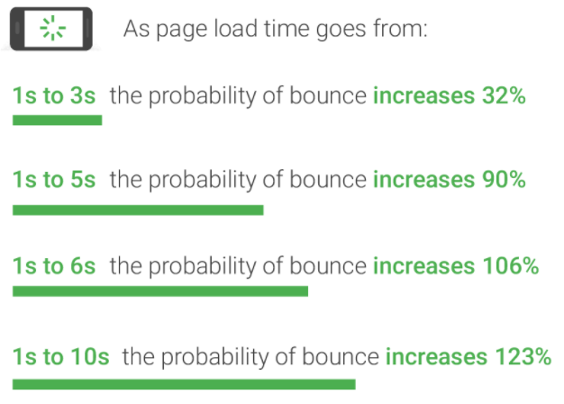 As page load time goes from:
1s to 3s the probability of bounce increases 32%
1s to 5s the probability of bounce increases 90%
1s to 6s the probability of bounce increases 106%
1s to 10s the probability of bounce increases 123%